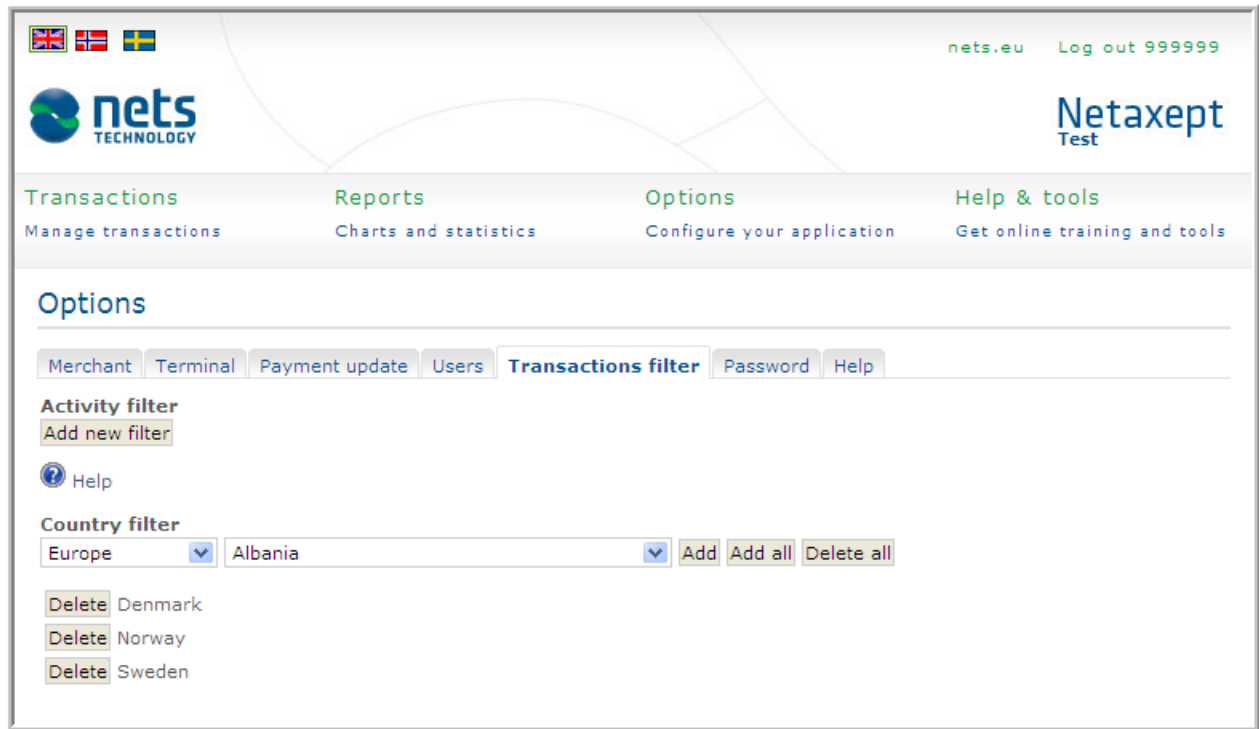 nets.eu Log out 999999
nets
TECHNOLOGY
Netaxept
Test
Transactions Reports Options Help & tools
Manage transactions Charts and statistics Configure your application Get online training and tools
Options
Merchant Terminal Payment update Users Transactions filter Password Help
Activity filter
Add new filter
? Help
Country filter
Europe Albania Add Add all Delete all
Delete Denmark
Delete Norway
Delete Sweden